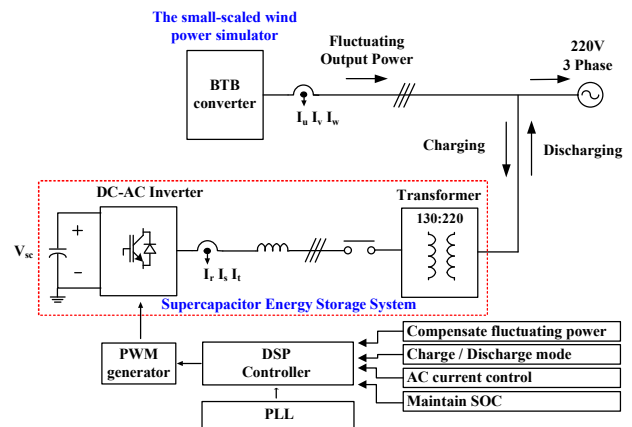 The small-scaled wind
power simulator
BTB
converter
Fluctuating
Output Power
220V
3 Phase
Iu Iv Iw
Charging
Discharging
DC-AC Inverter
Transformer
130:220
+
Vsc
−
Ir Is It
Supercapacitor Energy Storage System
PWM
generator
DSP
Controller
Compensate fluctuating power
Charge / Discharge mode
AC current control
Maintain SOC
PLL